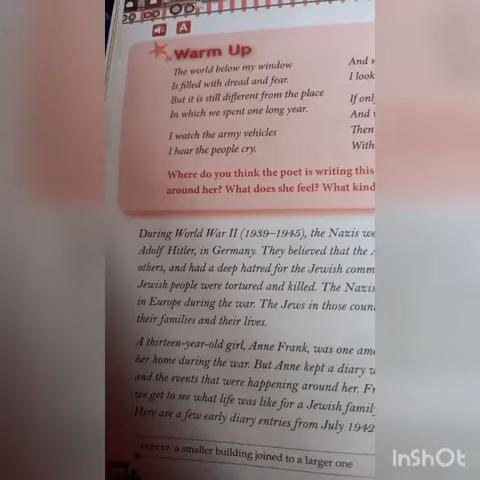 A
Warm Up
The world below my window
Is filled with dread and fear.
But it is still different from the place
In which we spent one long year.
I watch the army vehicles
I hear the people cry.
And
I look
If only
And
Then
With
Where do you think the poet is writing this
around her? What does she feel? What kind
During World War II (1939–1945), the Nazis
Adolf Hitler, in Germany. They believed that the
others, and had a deep hatred for the Jewish
Jewish people were tortured and killed. The Nazis
in Europe during the war. The Jews in those
their families and their lives.
A thirteen-year-old girl, Anne Frank, was one
her home during the war. But Anne kept a diary
and the events that were happening around her.
we get to see what life was like for a Jewish
Here are a few early diary entries from July 1942
a smaller building joined to a larger one
InShOt